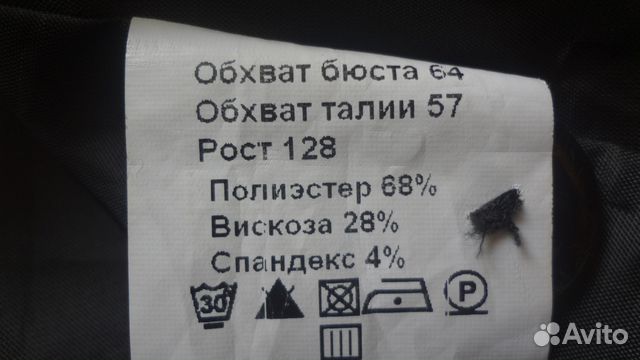 Обхват бюста 64
Обхват талии 57
Рост 128
Полиэстер 68%
Вискоза 28%
Спандекс 4%
30 P
Avito